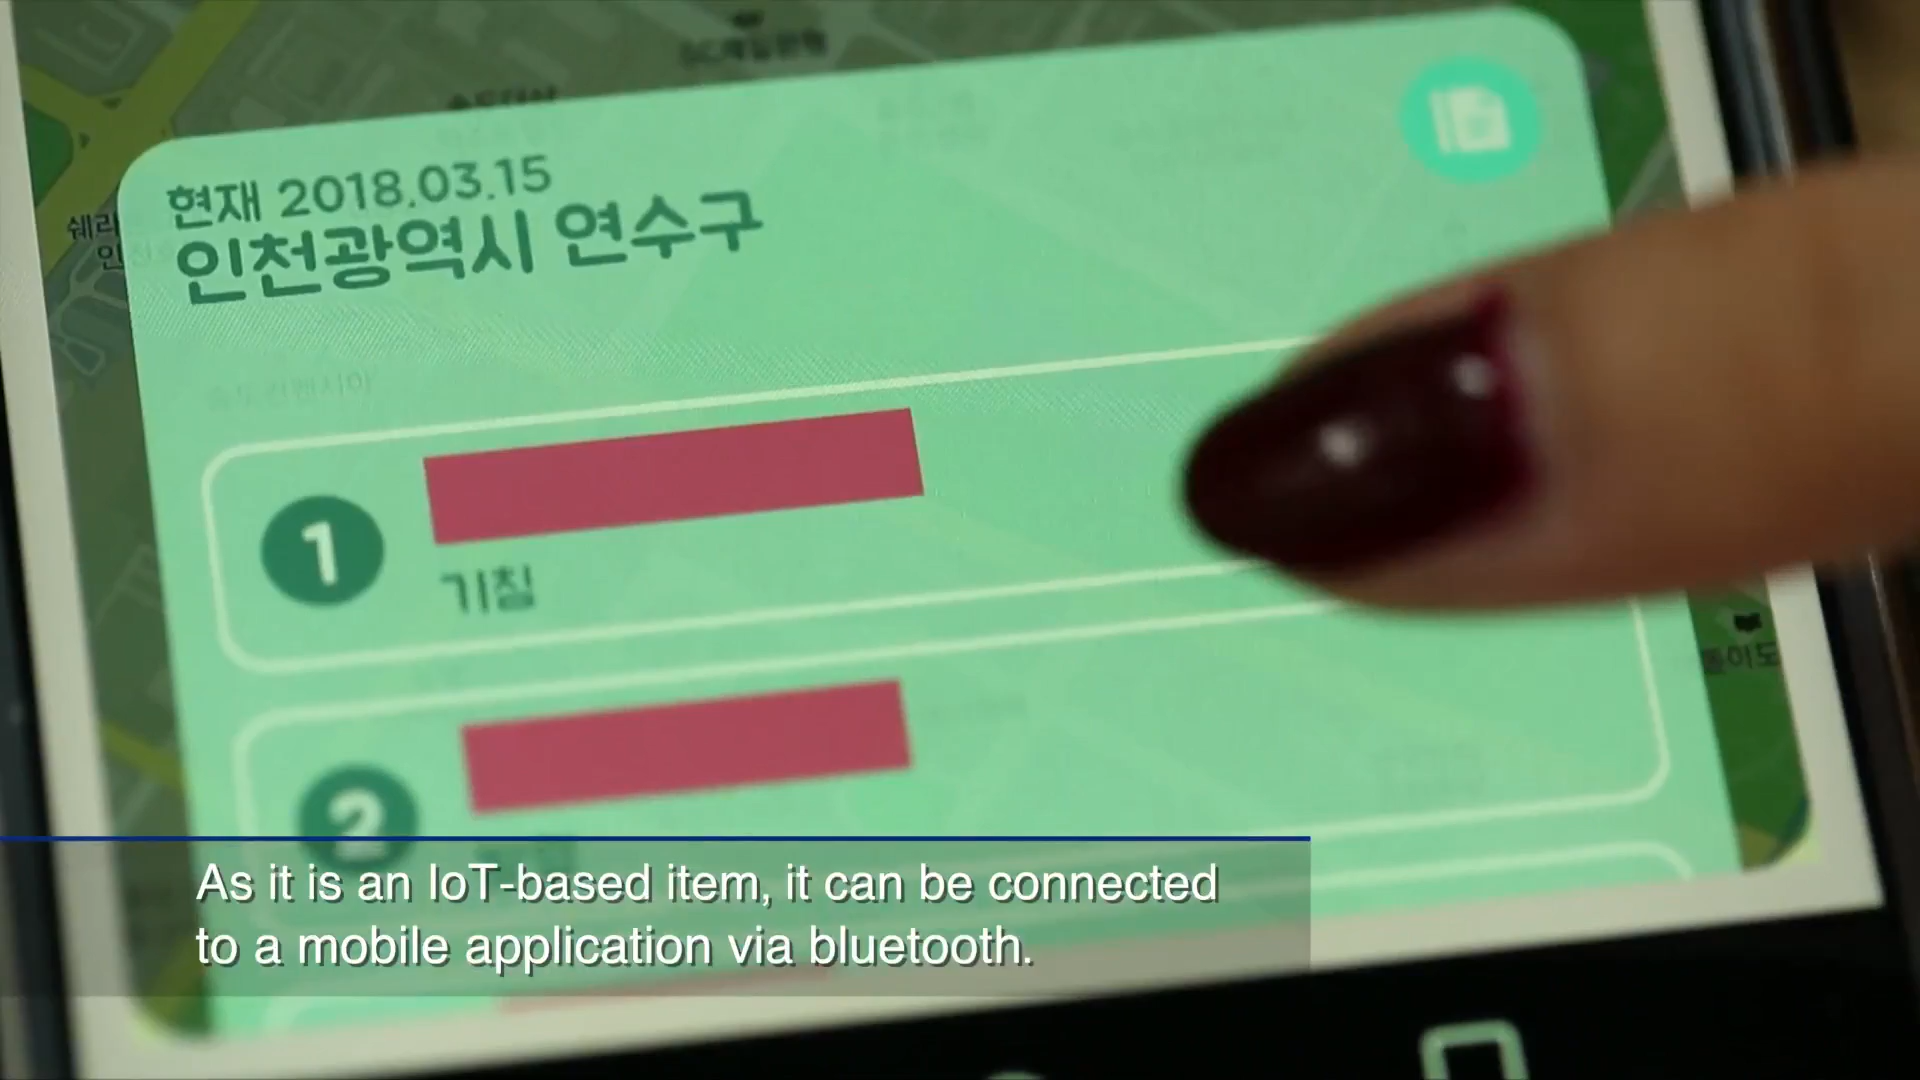 현재 2018.03.15
인천광역시 연수구
1
기침
2
As it is an IoT-based item, it can be connected
to a mobile application via bluetooth.